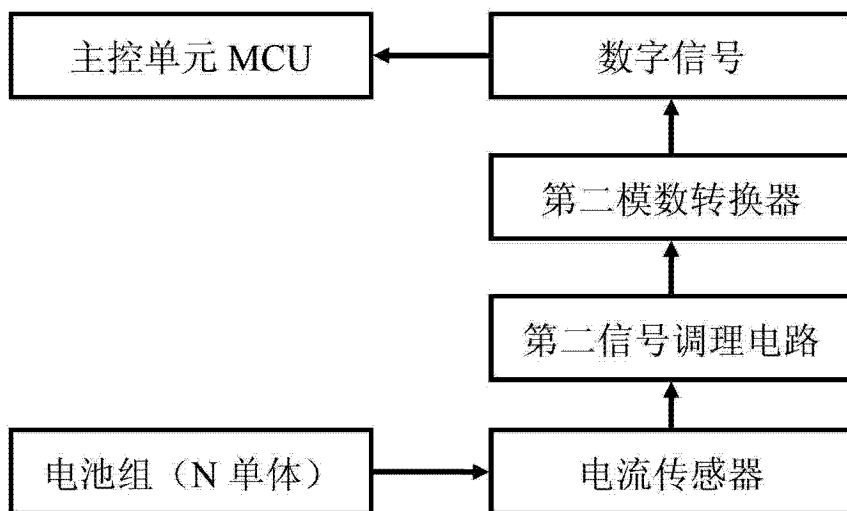 主控单元 MCU
数字信号
第二模数转换器
第二信号调理电路
电池组（N 单体）
电流传感器